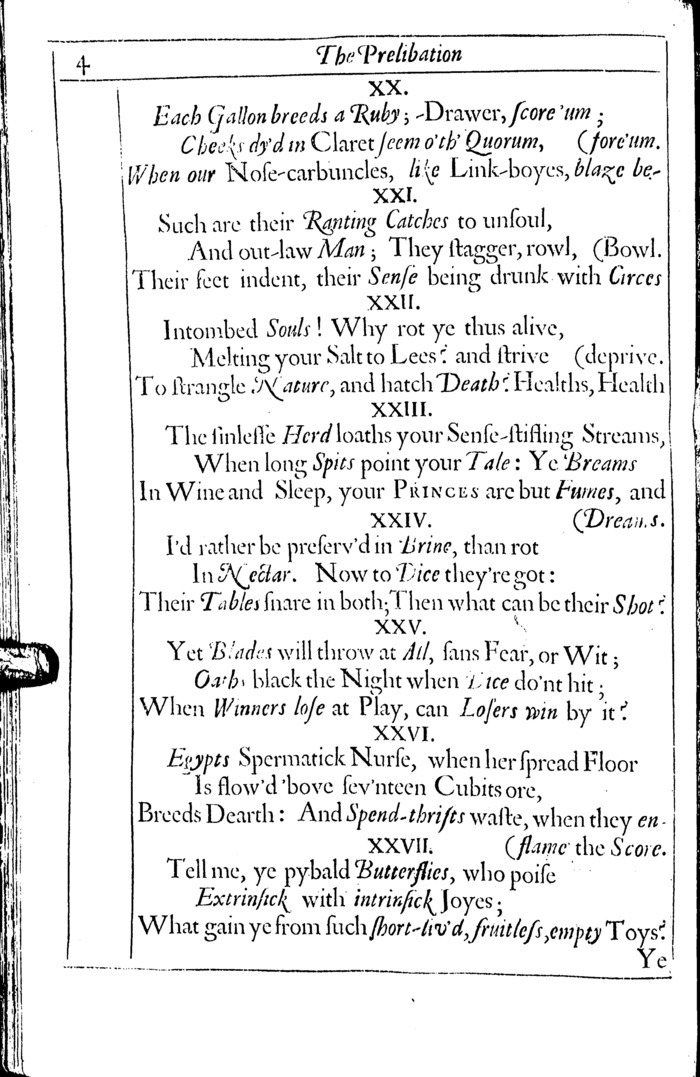 4 The Prelibation
XX.
Each Gallon breeds a Ruby; -Drawer, ſcore 'um;
Cheeks dy'd in Claret ſeem o'th' Quorum, (fore'um.
When our Noſe-carbuncles, like Link-boyes, blaze be-
XXI.
Such are their Ranting Catches to unſoul,
And out-law Man; They ſtagger, rowl, (Bowl.
Their feet indent, their Senſe being drunk with Circes
XXII.
Intombed Souls! Why rot ye thus alive,
Melting your Salt to Lees? and ſtrive (deprive.
To ſtrangle Nature, and hatch Death? Healths, Health
XXIII.
The ſinleſſe Herd loaths your Senſe-ſtifling Streams,
When long Spits point your Tale: Ye Breams
In Wine and Sleep, your PRINCES are but Fumes, and
XXIV. (Dreams.
I'd rather be preſerv'd in Brine, than rot
In Nectar. Now to Dice they're got:
Their Tables ſnare in both; Then what can be their Shot?
XXV.
Yet Blades will throw at All, ſans Fear, or Wit;
Oaths black the Night when Dice do'nt hit;
When Winners loſe at Play, can Loſers win by it?
XXVI.
Egypts Spermatick Nurſe, when her ſpread Floor
Is flow'd 'bove ſev'nteen Cubits ore,
Breeds Dearth: And Spend-thrifts waſte, when they en-
XXVII. (flame the Score.
Tell me, ye pybald Butterflies, who poiſe
Extrinſick with intrinſick Joyes;
What gain ye from ſuch ſhort-liv'd, fruitleſs, empty Toys?
Ye